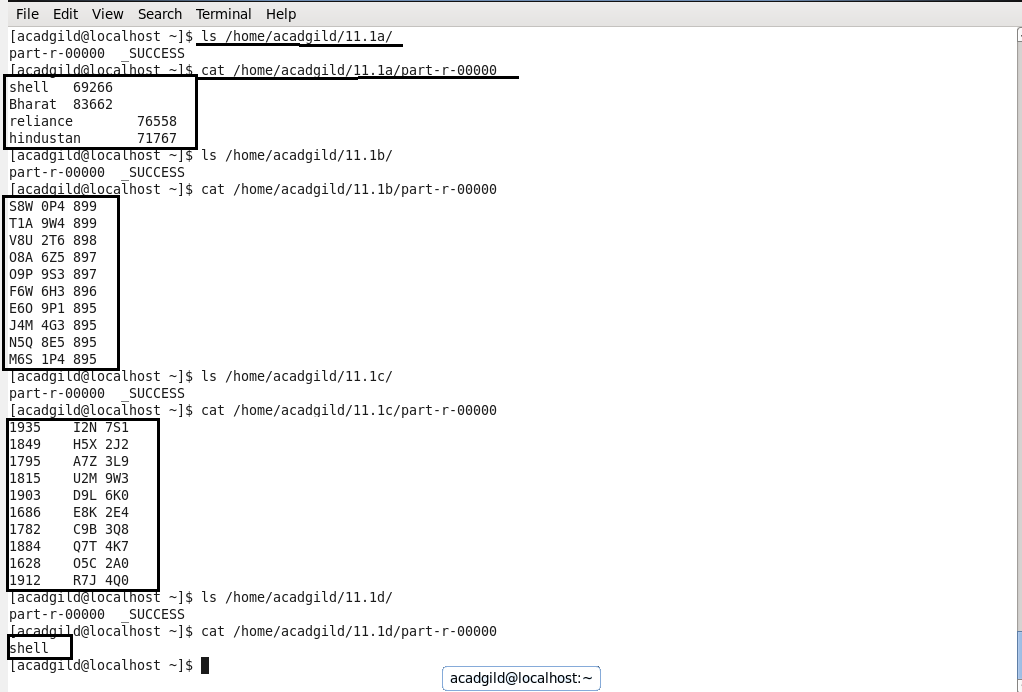 File Edit View Search Terminal Help
[acadgild@localhost ~]$ ls /home/acadgild/11.1a/
part-r-00000 _SUCCESS
[acadgild@localhost ~]$ cat /home/acadgild/11.1a/part-r-00000
shell 69266
Bharat 83662
reliance 76558
hindustan 71767
[acadgild@localhost ~]$ ls /home/acadgild/11.1b/
part-r-00000 _SUCCESS
[acadgild@localhost ~]$ cat /home/acadgild/11.1b/part-r-00000
S8W 0P4 899
T1A 9W4 899
V8U 2T6 898
O8A 6Z5 897
O9P 9S3 897
F6W 6H3 896
E6O 9P1 895
J4M 4G3 895
N5Q 8E5 895
M6S 1P4 895
[acadgild@localhost ~]$ ls /home/acadgild/11.1c/
part-r-00000 _SUCCESS
[acadgild@localhost ~]$ cat /home/acadgild/11.1c/part-r-00000
1935 I2N 7S1
1849 H5X 2J2
1795 A7Z 3L9
1815 U2M 9W3
1903 D9L 6K0
1686 E8K 2E4
1782 C9B 3Q8
1884 Q7T 4K7
1628 O5C 2A0
1912 R7J 4Q0
[acadgild@localhost ~]$ ls /home/acadgild/11.1d/
part-r-00000 _SUCCESS
[acadgild@localhost ~]$ cat /home/acadgild/11.1d/part-r-00000
shell
[acadgild@localhost ~]$
acadgild@localhost:~